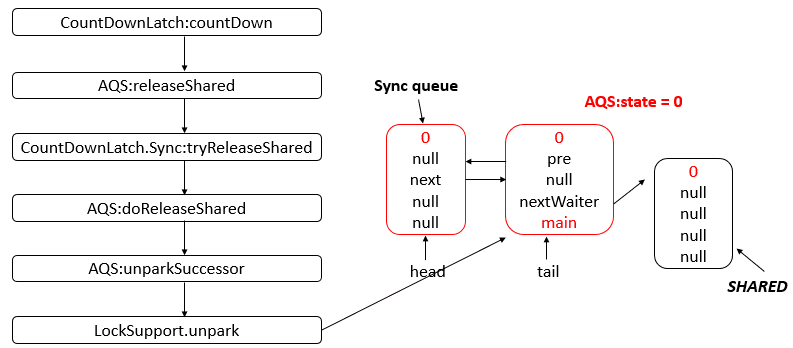 CountDownLatch:countDown
AQS:releaseShared
CountDownLatch.Sync:tryReleaseShared
AQS:doReleaseShared
AQS:unparkSuccessor
LockSupport.unpark
Sync queue
AQS:state = 0
0
null
next
null
null
head
0
pre
null
nextWaiter
main
tail
0
null
null
null
null
SHARED